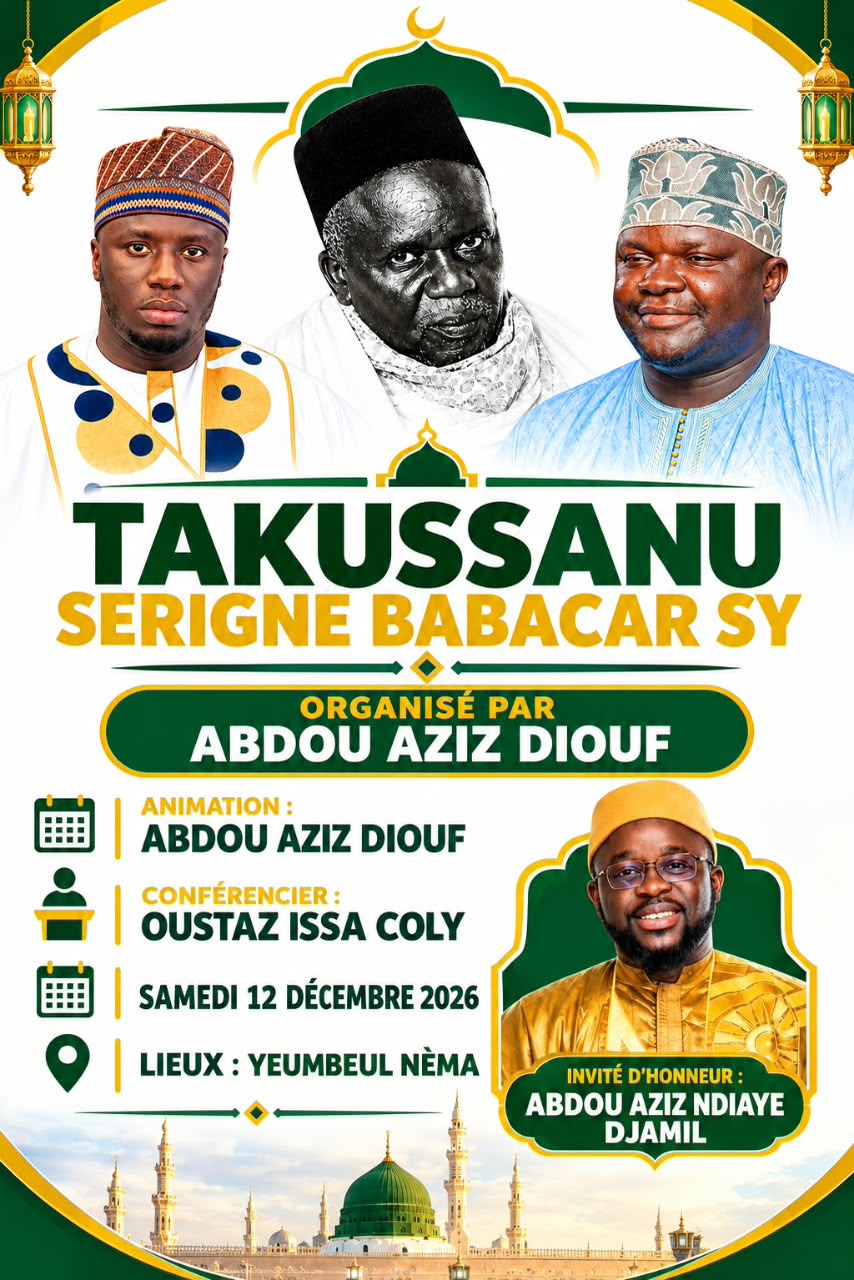 TAKUSSANU
SERIGNE BABACAR SY
ORGANISÉ PAR
ABDOU AZIZ DIOUF
ANIMATION :
ABDOU AZIZ DIOUF
CONFÉRENCIER :
OUSTAZ ISSA COLY
SAMEDI 12 DÉCEMBRE 2026
LIEUX : YEUMBEUL NÈMA
INVITÉ D'HONNEUR :
ABDOU AZIZ NDIAYE
DJAMIL